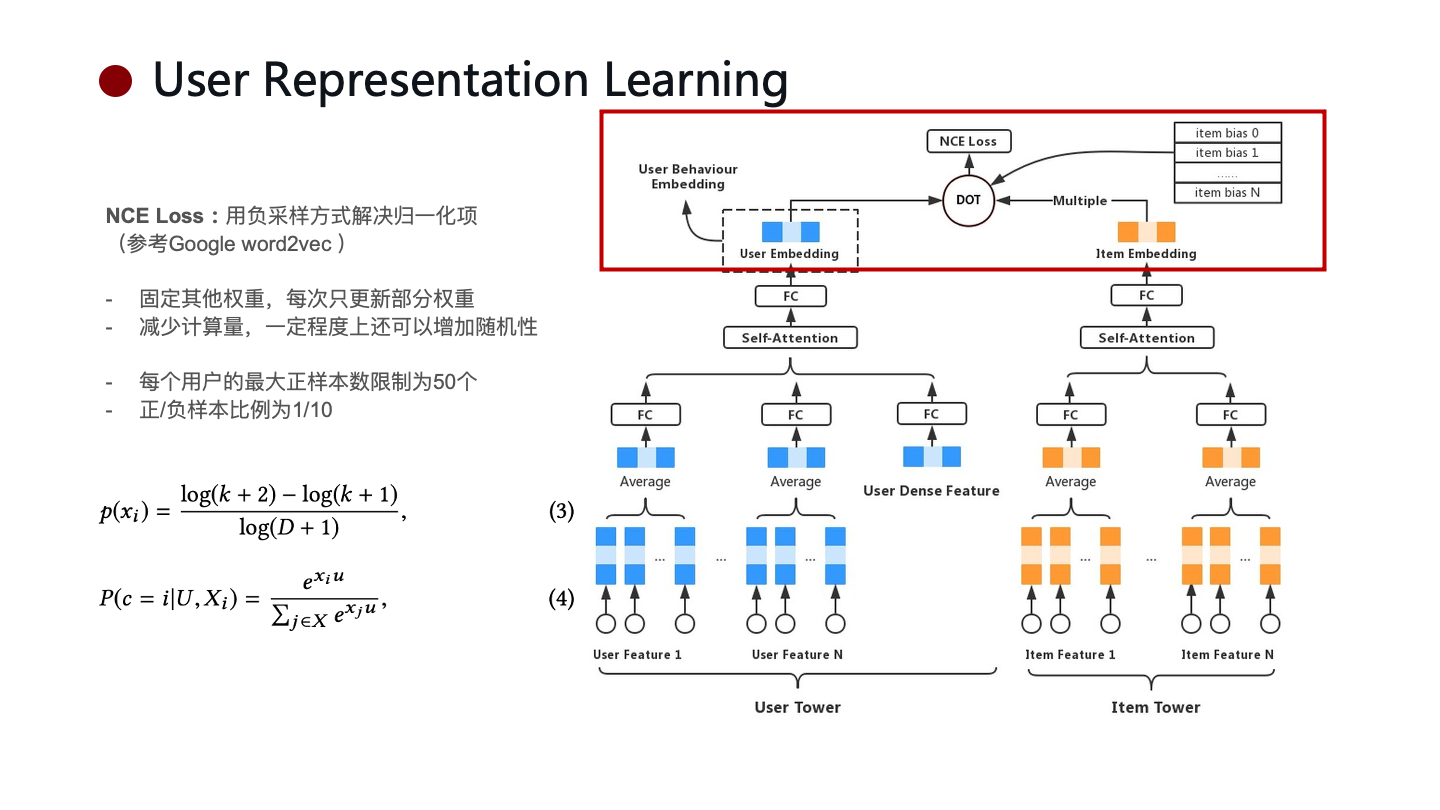 User Representation Learning
NCE Loss：用负采样方式解决归一化项
（参考Google word2vec ）
- 固定其他权重，每次只更新部分权重
- 减少计算量，一定程度上还可以增加随机性
- 每个用户的最大正样本数限制为50个
- 正/负样本比例为1/10
p(x_i) = \frac{\log(k + 2) − \log(k + 1)}{\log(D + 1)}, (3)
P(c = i|U, X_i) = \frac{e^{x_i u}}{\sum_{j∈X} e^{x_j u}}, (4)
NCE Loss
item bias 0
item bias 1
......
item bias N
User Behaviour
Embedding
DOT
Multiple
User Embedding
Item Embedding
FC
FC
Self-Attention
Self-Attention
FC
FC
FC
FC
FC
Average
Average
User Dense Feature
Average
Average
...
...
...
...
...
...
User Feature 1
User Feature N
Item Feature 1
Item Feature N
User Tower
Item Tower